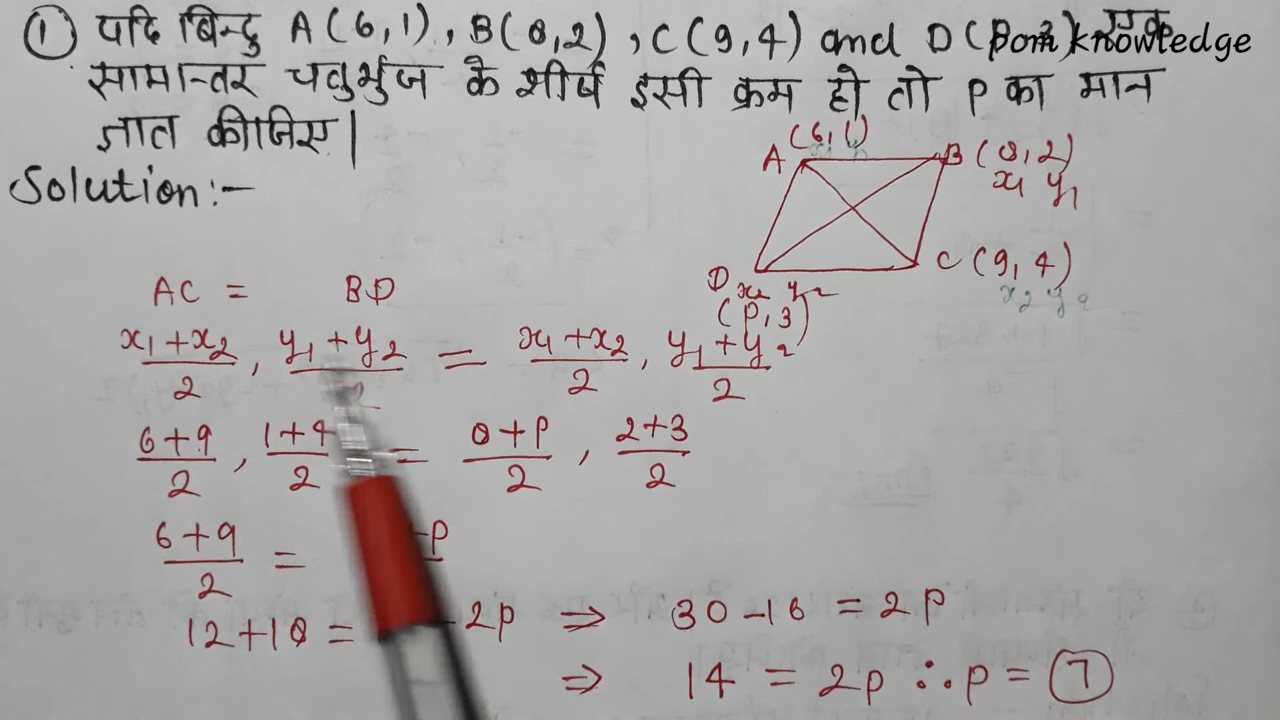 ① यदि बिन्दु A(6,1), B(8,2), C(9,4) and D( Pomi knowledge
सामान्तर चतुर्भुज के शीर्ष इसी क्रम हो तो P का मान
ज्ञात कीजिए |
Solution:-
A (6,1)
B (8,2)
x1 y1
C (9,4)
x2 y2
D x2 y2
(P,3)
AC = BD
x1+x2/2, y1+y2/2 = x1+x2/2, y1+y2/2
6+9/2, 1+4/2 = 8+P/2, 2+3/2
6+9/2 = P
12+18 = 2p ⇒ 30-16 = 2P
⇒ 14 = 2p ∴ p = 7